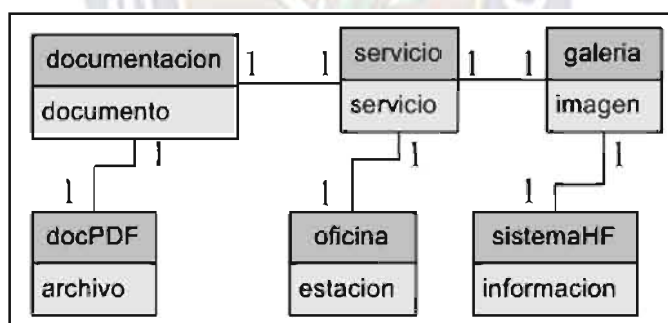 documentacion 1 1 servicio 1 1 galeria
documento servicio imagen
1 1 1
1 1 1
docPDF oficina sistemaHF
archivo estacion informacion